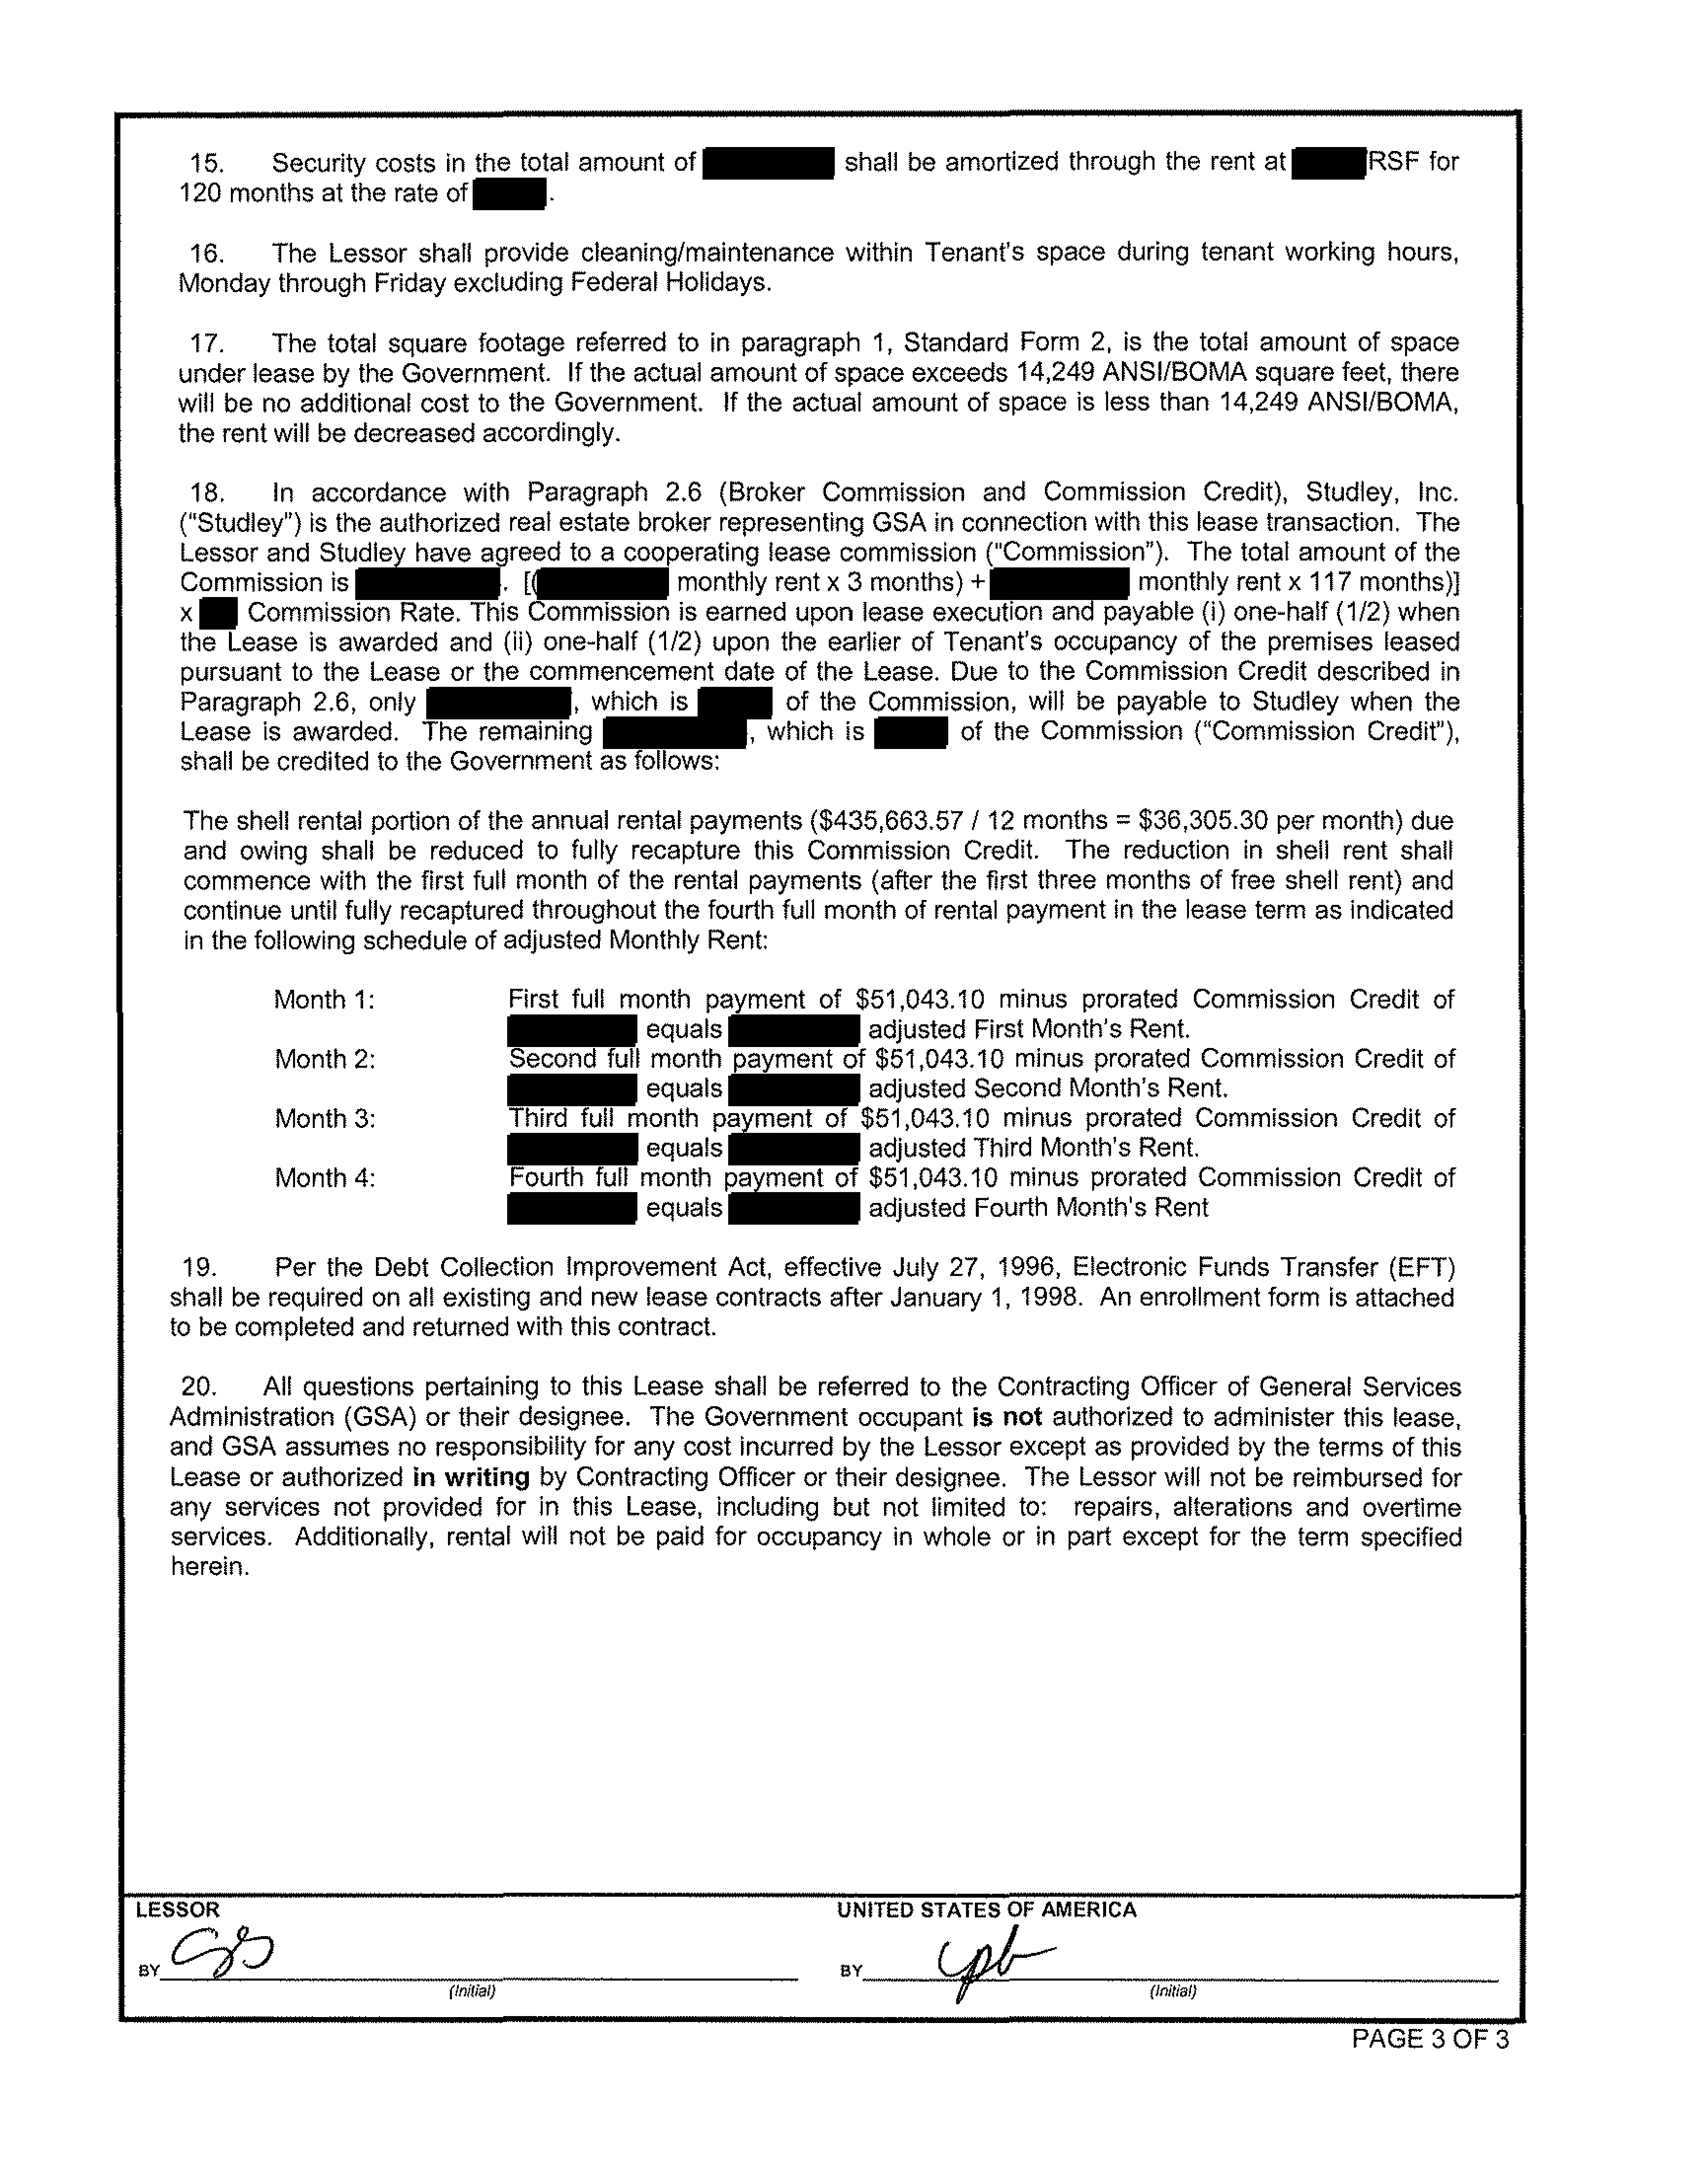 15. Security costs in the total amount of shall be amortized through the rent at RSF for
120 months at the rate of .
16. The Lessor shall provide cleaning/maintenance within Tenant's space during tenant working hours,
Monday through Friday excluding Federal Holidays.
17. The total square footage referred to in paragraph 1, Standard Form 2, is the total amount of space
under lease by the Government. If the actual amount of space exceeds 14,249 ANSI/BOMA square feet, there
will be no additional cost to the Government. If the actual amount of space is less than 14,249 ANSI/BOMA,
the rent will be decreased accordingly.
18. In accordance with Paragraph 2.6 (Broker Commission and Commission Credit), Studley, Inc.
("Studley") is the authorized real estate broker representing GSA in connection with this lease transaction. The
Lessor and Studley have agreed to a cooperating lease commission ("Commission"). The total amount of the
Commission is . [( monthly rent x 3 months) + monthly rent x 117 months)]
x Commission Rate. This Commission is earned upon lease execution and payable (i) one-half (1/2) when
the Lease is awarded and (ii) one-half (1/2) upon the earlier of Tenant's occupancy of the premises leased
pursuant to the Lease or the commencement date of the Lease. Due to the Commission Credit described in
Paragraph 2.6, only , which is of the Commission, will be payable to Studley when the
Lease is awarded. The remaining , which is of the Commission ("Commission Credit"),
shall be credited to the Government as follows:
The shell rental portion of the annual rental payments ($435,663.57 / 12 months = $36,305.30 per month) due
and owing shall be reduced to fully recapture this Commission Credit. The reduction in shell rent shall
commence with the first full month of the rental payments (after the first three months of free shell rent) and
continue until fully recaptured throughout the fourth full month of rental payment in the lease term as indicated
in the following schedule of adjusted Monthly Rent:
Month 1: First full month payment of $51,043.10 minus prorated Commission Credit of
equals adjusted First Month's Rent.
Month 2: Second full month payment of $51,043.10 minus prorated Commission Credit of
equals adjusted Second Month's Rent.
Month 3: Third full month payment of $51,043.10 minus prorated Commission Credit of
equals adjusted Third Month's Rent.
Month 4: Fourth full month payment of $51,043.10 minus prorated Commission Credit of
equals adjusted Fourth Month's Rent
19. Per the Debt Collection Improvement Act, effective July 27, 1996, Electronic Funds Transfer (EFT)
shall be required on all existing and new lease contracts after January 1, 1998. An enrollment form is attached
to be completed and returned with this contract.
20. All questions pertaining to this Lease shall be referred to the Contracting Officer of General Services
Administration (GSA) or their designee. The Government occupant is not authorized to administer this lease,
and GSA assumes no responsibility for any cost incurred by the Lessor except as provided by the terms of this
Lease or authorized in writing by Contracting Officer or their designee. The Lessor will not be reimbursed for
any services not provided for in this Lease, including but not limited to: repairs, alterations and overtime
services. Additionally, rental will not be paid for occupancy in whole or in part except for the term specified
herein.
LESSOR UNITED STATES OF AMERICA
BY BY
(Initial) (Initial)
PAGE 3 OF 3